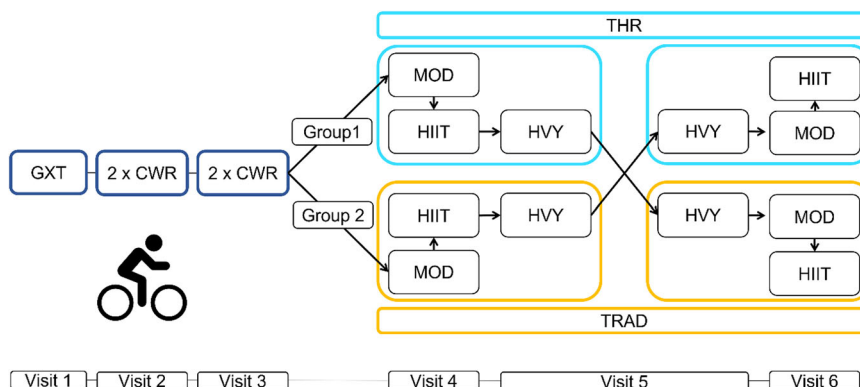 THR
MOD
HIIT
HVY
HIIT
HVY
MOD
Group1
GXT
2 x CWR
2 x CWR
Group 2
HIIT
HVY
MOD
HVY
MOD
HIIT
TRAD
Visit 1
Visit 2
Visit 3
Visit 4
Visit 5
Visit 6